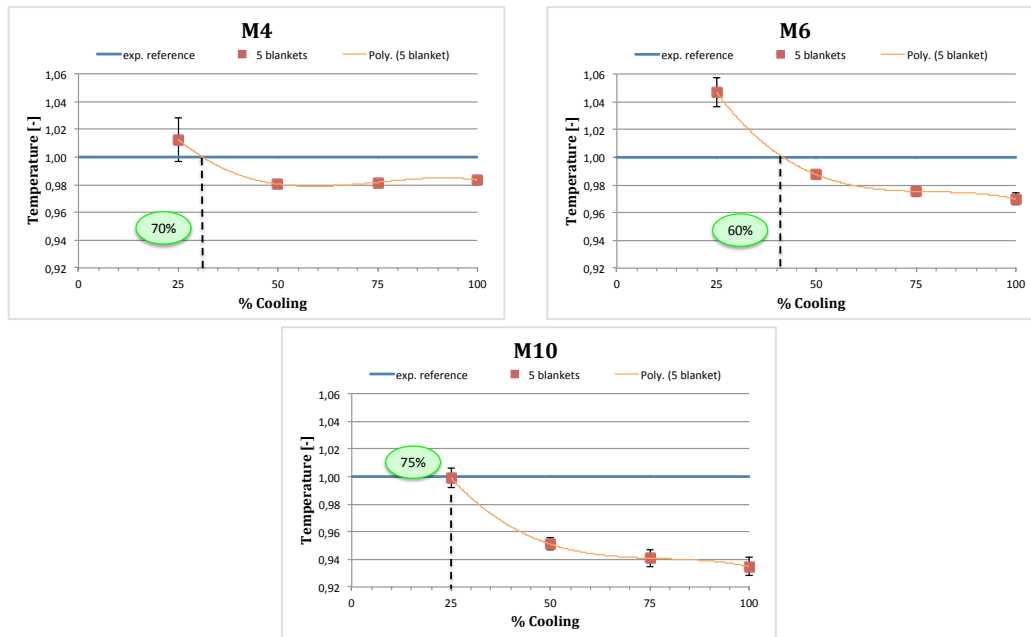 M4
exp. reference 5 blankets Poly. (5 blanket)
1,06
1,04
1,02
1,00
0,98
0,96
0,94
0,92
Temperature [-]
70%
0 25 50 75 100
% Cooling
M6
exp. reference 5 blankets Poly. (5 blanket)
1,06
1,04
1,02
1,00
0,98
0,96
0,94
0,92
Temperature [-]
60%
0 25 50 75 100
% Cooling
M10
exp. reference 5 blankets Poly. (5 blanket)
1,06
1,04
1,02
1,00
0,98
0,96
0,94
0,92
Temperature [-]
75%
0 25 50 75 100
% Cooling